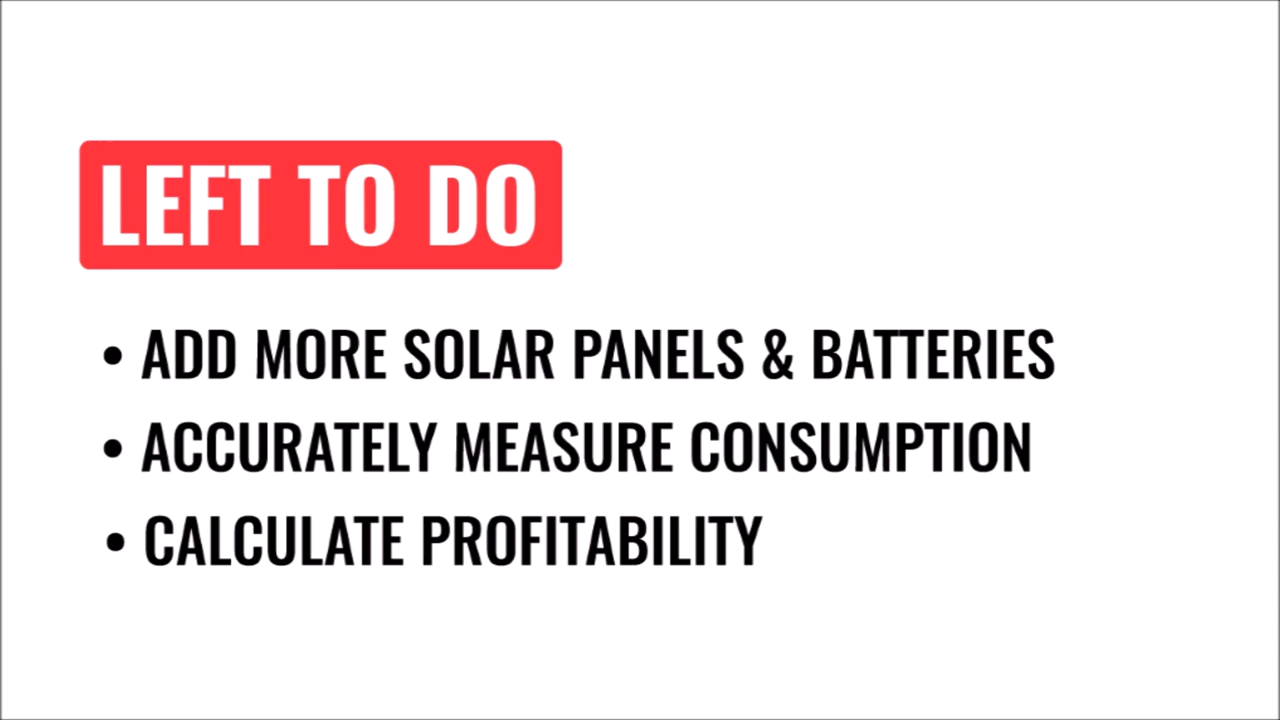 LEFT TO DO
• ADD MORE SOLAR PANELS & BATTERIES
• ACCURATELY MEASURE CONSUMPTION
• CALCULATE PROFITABILITY